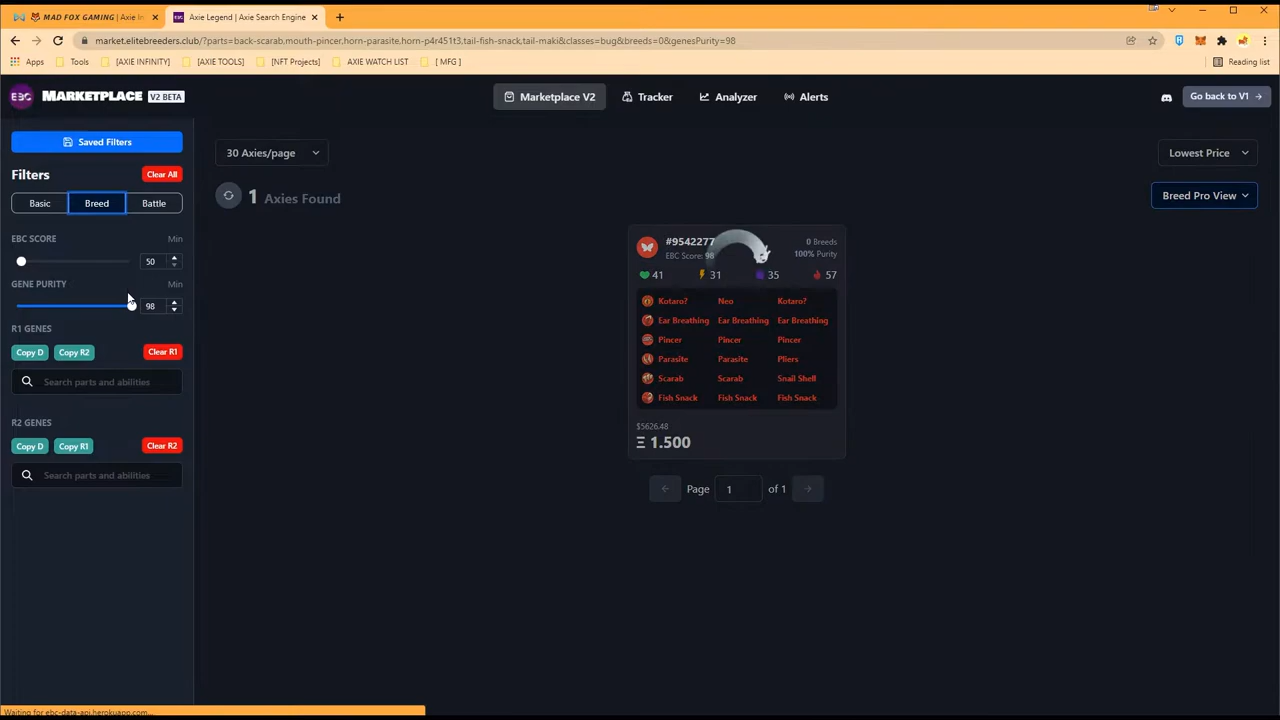 MAD FOX GAMING | Axie In
Axie Legend | Axie Search Engine
market.elitebreeders.club/?parts=back-scarab,mouth-pincer,horn-parasite,horn-p4r451t3,tail-fish-snack,tail-maki&classes=bug&breeds=0&genesPurity=98
Apps Tools [AXIE INFINITY] [AXIE TOOLS] [NFT Projects] AXIE WATCH LIST [ MFG ] Reading list
EBC MARKETPLACE V2 BETA Marketplace V2 Tracker Analyzer Alerts Go back to V1 →
Saved Filters
Filters Clear All
Basic Breed Battle
EBC SCORE Min
50
GENE PURITY Min
98
R1 GENES
Copy D Copy R2 Clear R1
Search parts and abilities
R2 GENES
Copy D Copy R1 Clear R2
Search parts and abilities
30 Axies/page Lowest Price
1 Axies Found Breed Pro View
#9542277 0 Breeds
EBC Score: 98 100% Purity
41 31 35 57
Kotaro? Neo Kotaro?
Ear Breathing Ear Breathing Ear Breathing
Pincer Pincer Pincer
Parasite Parasite Pliers
Scarab Scarab Snail Shell
Fish Snack Fish Snack Fish Snack
$5626.48
Ξ 1.500
← Page 1 of 1 →
Waiting for ebc-data-api.herokuapp.com...